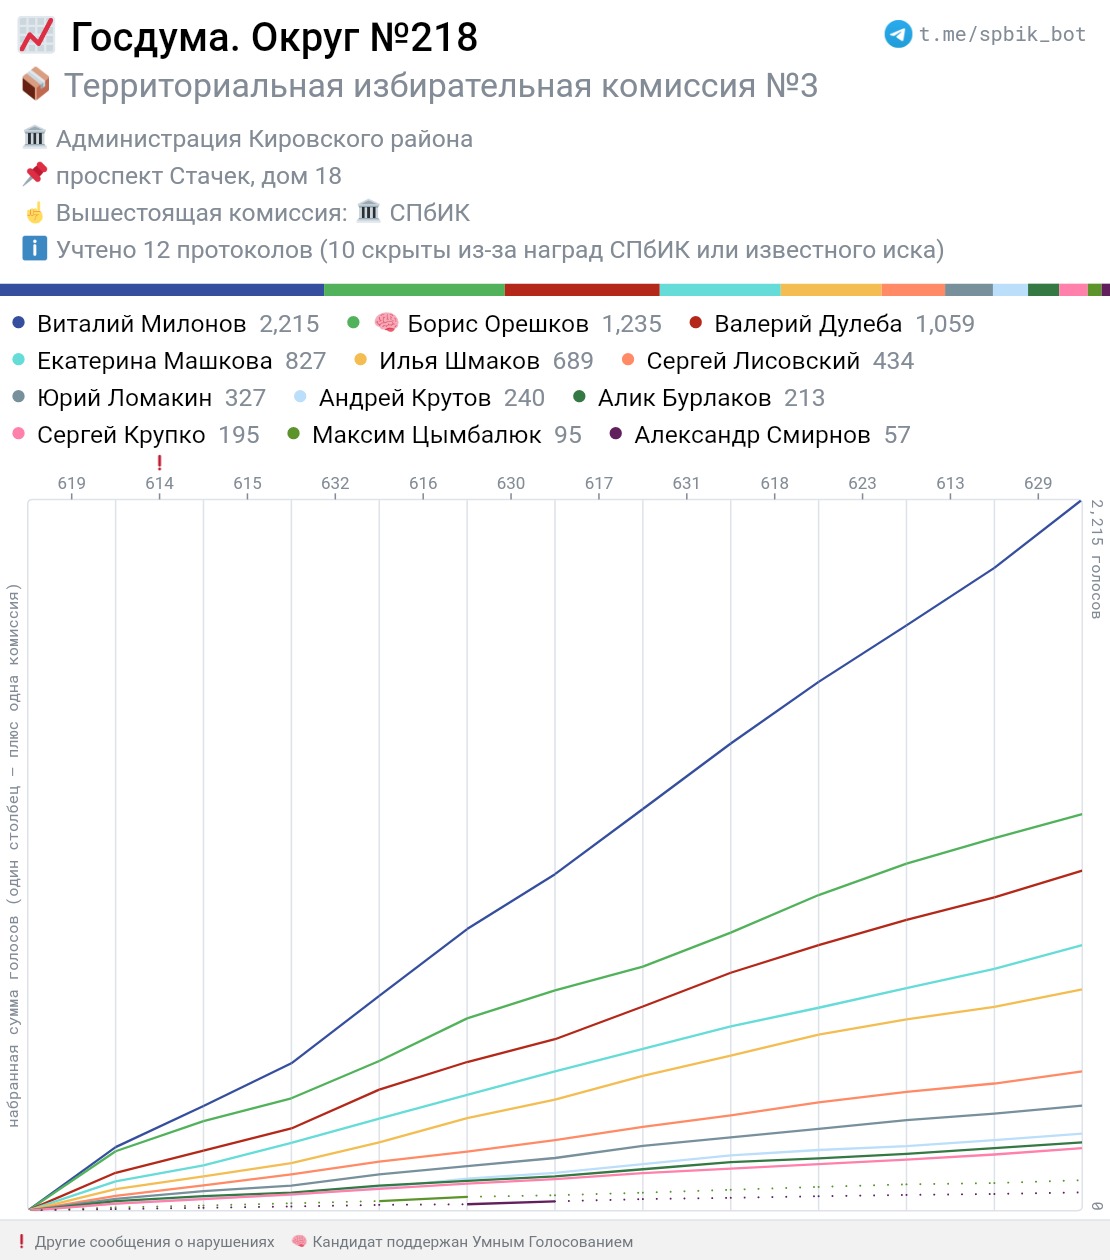 Госдума. Округ №218
t.me/spbik_bot
Территориальная избирательная комиссия №3
Администрация Кировского района
проспект Стачек, дом 18
Вышестоящая комиссия: СПбИК
Учтено 12 протоколов (10 скрыты из-за наград СПбИК или известного иска)
Виталий Милонов 2,215 Борис Орешков 1,235 Валерий Дулеба 1,059
Екатерина Машкова 827 Илья Шмаков 689 Сергей Лисовский 434
Юрий Ломакин 327 Андрей Крутов 240 Алик Бурлаков 213
Сергей Крупко 195 Максим Цымбалюк 95 Александр Смирнов 57
619 614 615 632 616 630 617 631 618 623 613 629
набранная сумма голосов (один столбец — плюс одна комиссия)
2,215 голосов
0
Другие сообщения о нарушениях Кандидат поддержан Умным Голосованием